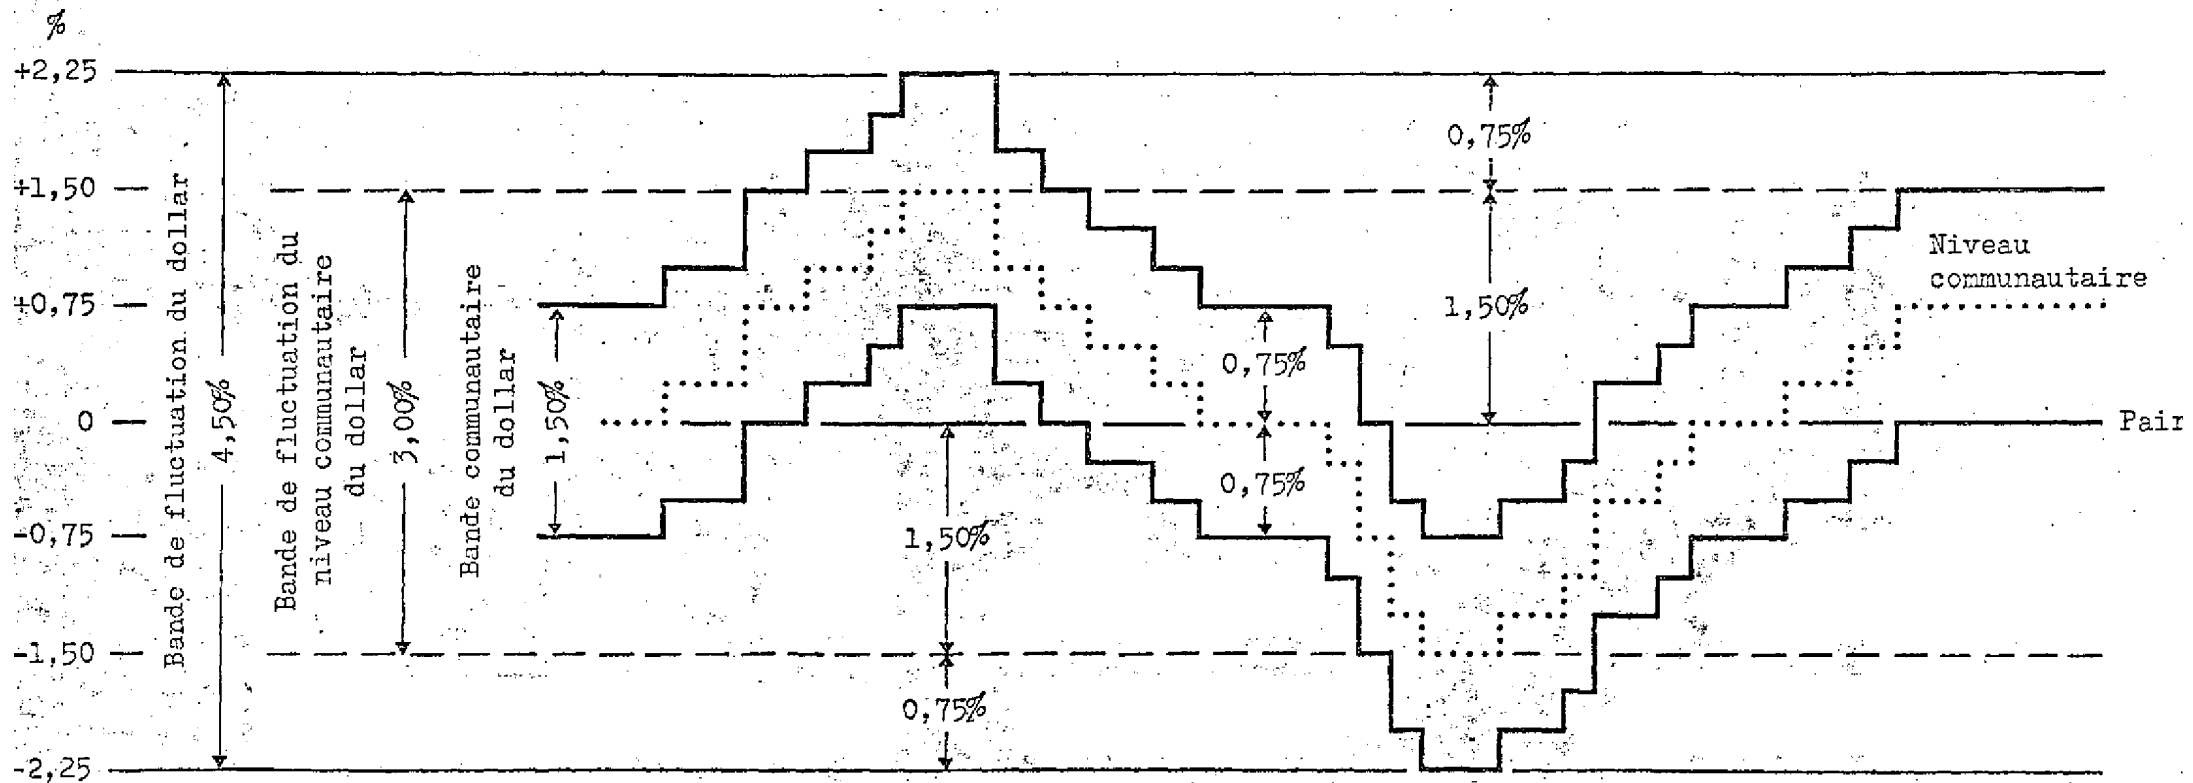 %
+2,25
+1,50
+0,75
0
-0,75
-1,50
-2,25
Bande de fluctuation du dollar
4,50%
Bande de fluctuation du
niveau communautaire
du dollar
3,00%
Bande communautaire
du dollar
1,50%
1,50%
0,75%
0,75%
0,75%
0,75%
1,50%
Niveau
communautaire
Pair